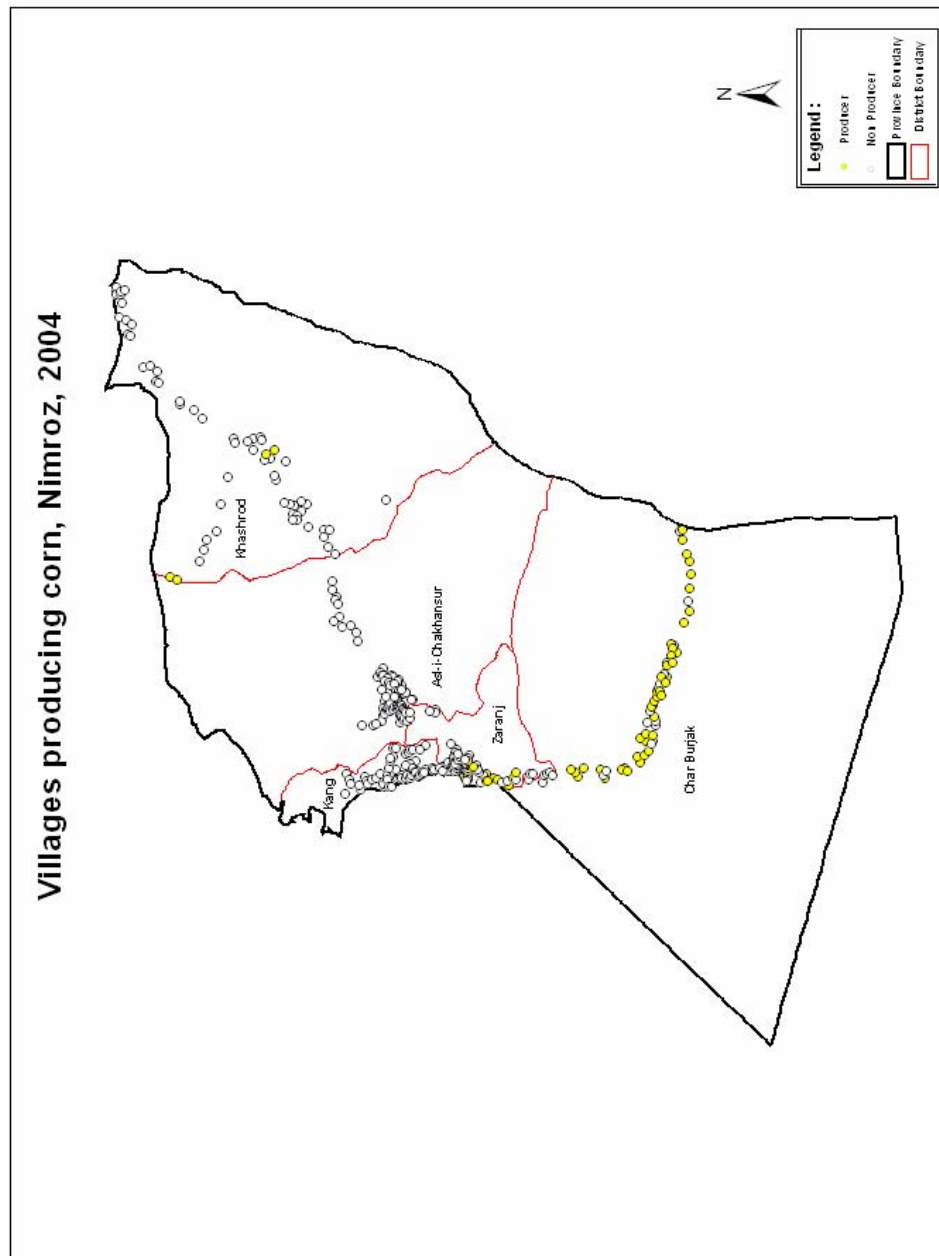 Villages producing corn, Nimroz, 2004
Khashrod
Kang
Asl-i-Chakhansur
Zaranj
Char Burjak
N
Legend :
Producer
Non Producer
Province Boundary
District Boundary